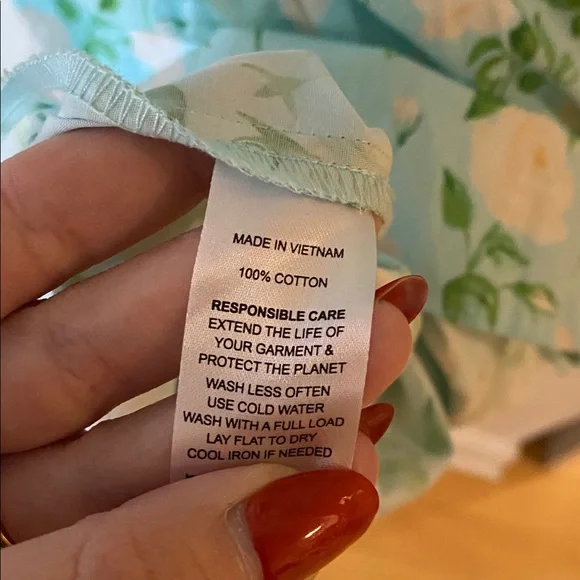 MADE IN VIETNAM
100% COTTON
RESPONSIBLE CARE
EXTEND THE LIFE OF
YOUR GARMENT &
PROTECT THE PLANET
WASH LESS OFTEN
USE COLD WATER
WASH WITH A FULL LOAD
LAY FLAT TO DRY
COOL IRON IF NEEDED